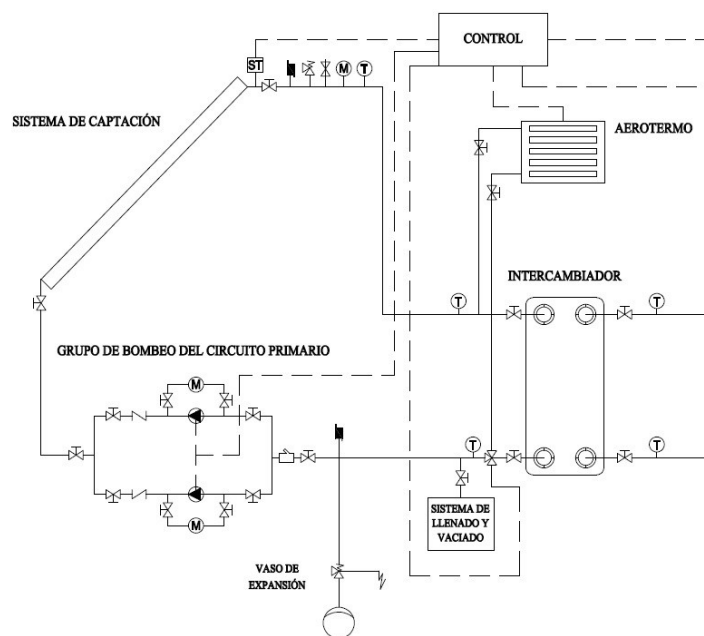 CONTROL
ST
M
T
SISTEMA DE CAPTACIÓN
AEROTERMO
INTERCAMBIADOR
T
T
GRUPO DE BOMBEO DEL CIRCUITO PRIMARIO
M
T
T
SISTEMA DE
LLENADO Y
VACIADO
M
VASO DE
EXPANSIÓN